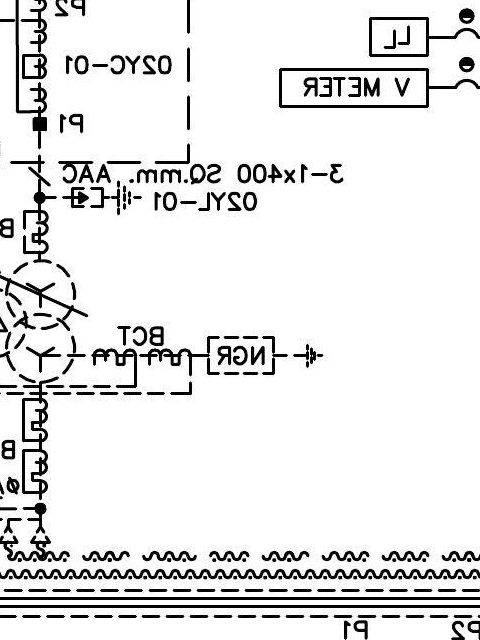 P2
LL
02YC-01
V METER
P1
3-1x400 SQ.mm. AAC
02YL-01
B
BCT
NGR
B
P1
P2